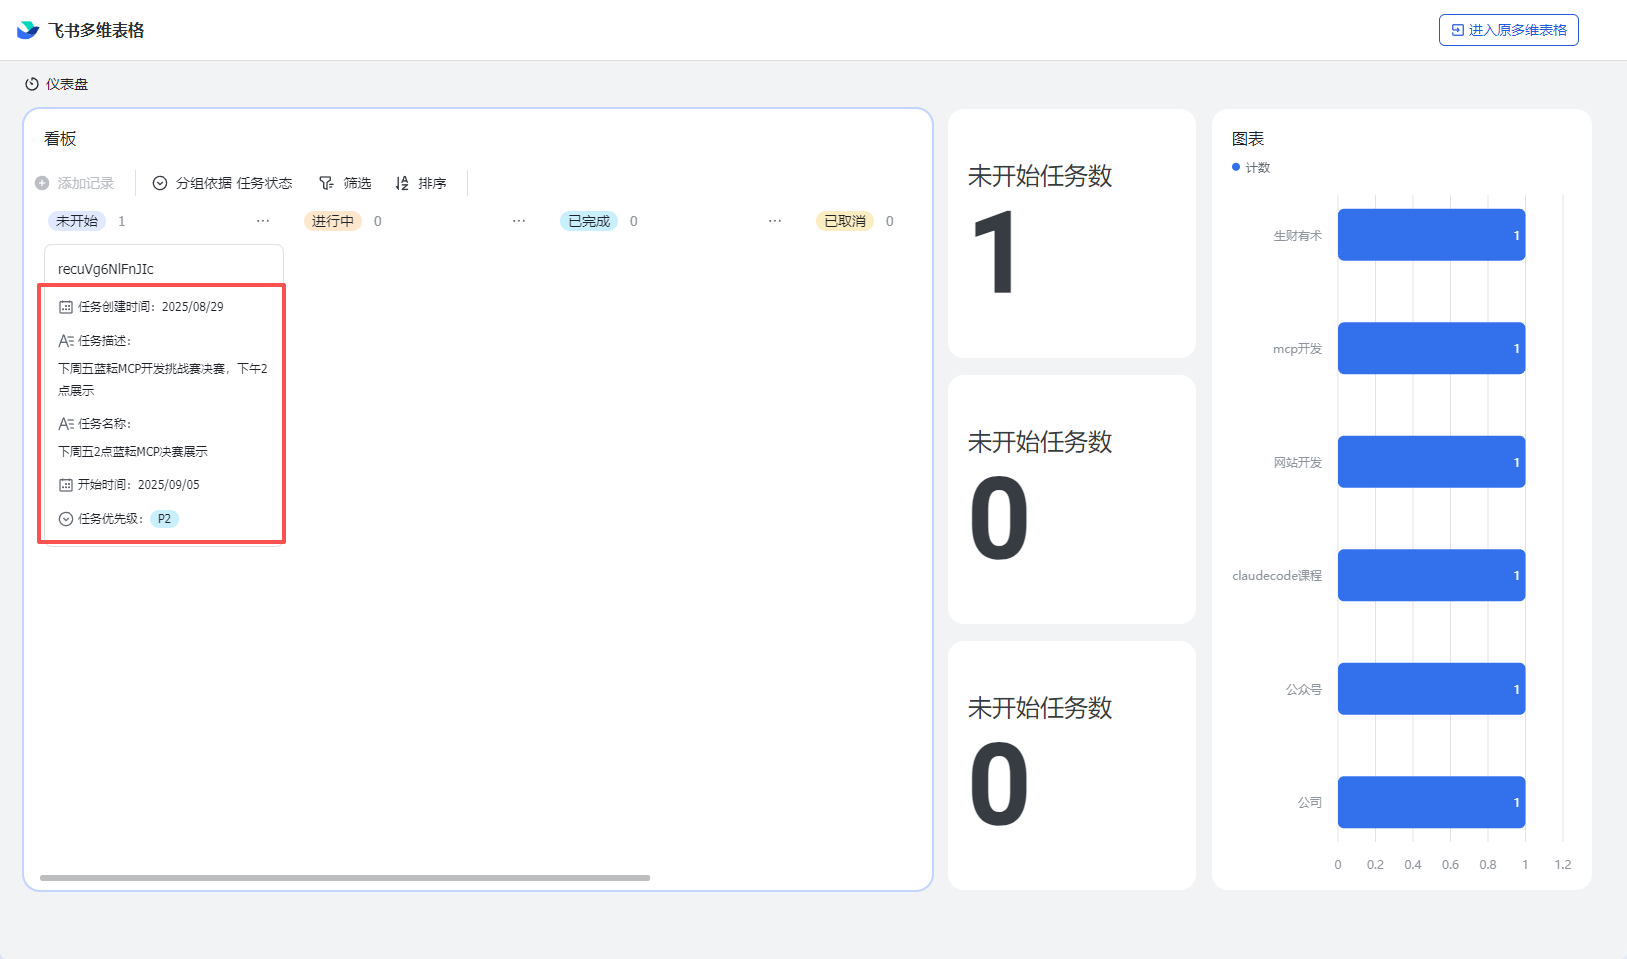 飞书多维表格
进入原多维表格
仪表盘
看板
添加记录
分组依据 任务状态
筛选
排序
未开始 1 ···
进行中 0 ···
已完成 0 ···
已取消 0
recuVg6NlFnJIc
任务创建时间：2025/08/29
任务描述：
下周五蓝耘MCP开发挑战赛决赛，下午2
点展示
任务名称：
下周五2点蓝耘MCP决赛展示
开始时间：2025/09/05
任务优先级： P2
未开始任务数
1
未开始任务数
0
未开始任务数
0
图表
计数
生财有术 1
mcp开发 1
网站开发 1
claudecode课程 1
公众号 1
公司 1
0 0.2 0.4 0.6 0.8 1 1.2